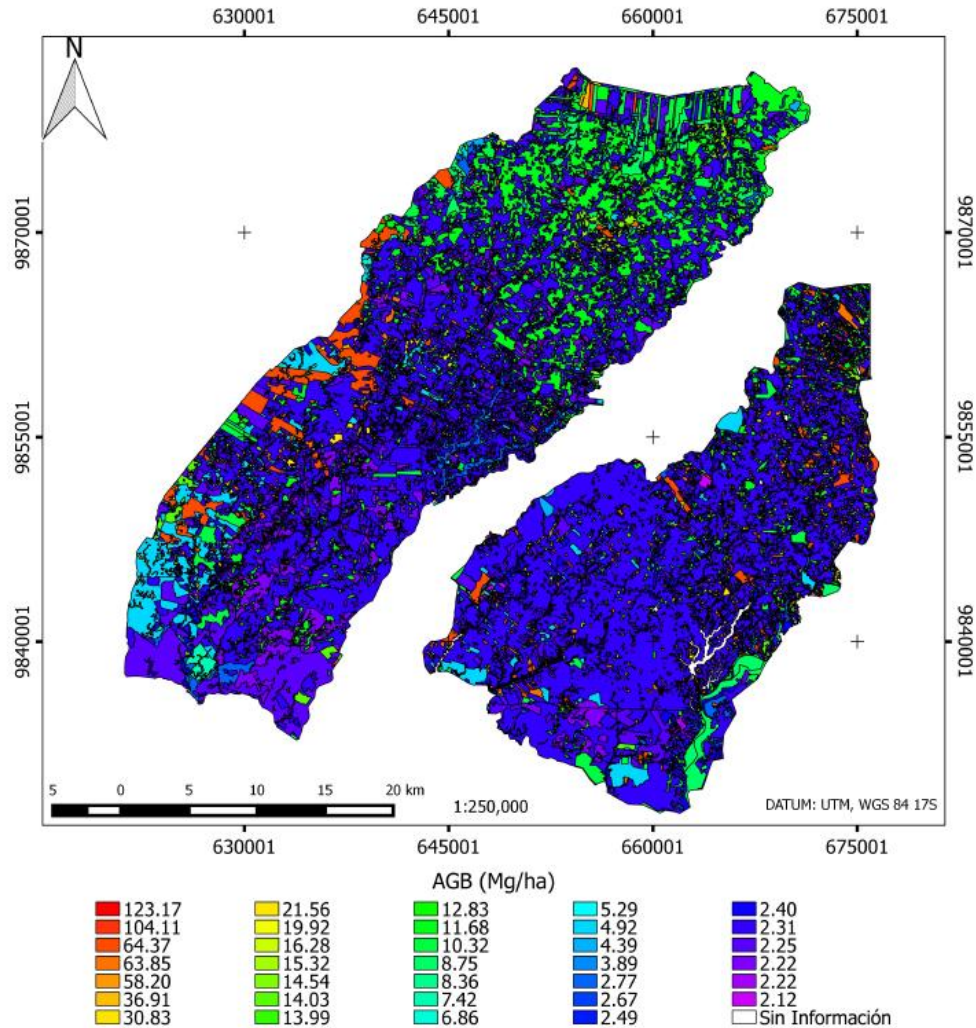 630001 645001 660001 675001
N
9870001 9870001
9855001 9855001
9840001 9840001
5 0 5 10 15 20 km
1:250,000
DATUM: UTM, WGS 84 17S
630001 645001 660001 675001
AGB (Mg/ha)
123.17 21.56 12.83 5.29 2.40
104.11 19.92 11.68 4.92 2.31
64.37 16.28 10.32 4.39 2.25
63.85 15.32 8.75 3.89 2.22
58.20 14.54 8.36 2.77 2.22
36.91 14.03 7.42 2.67 2.12
30.83 13.99 6.86 2.49 Sin Información